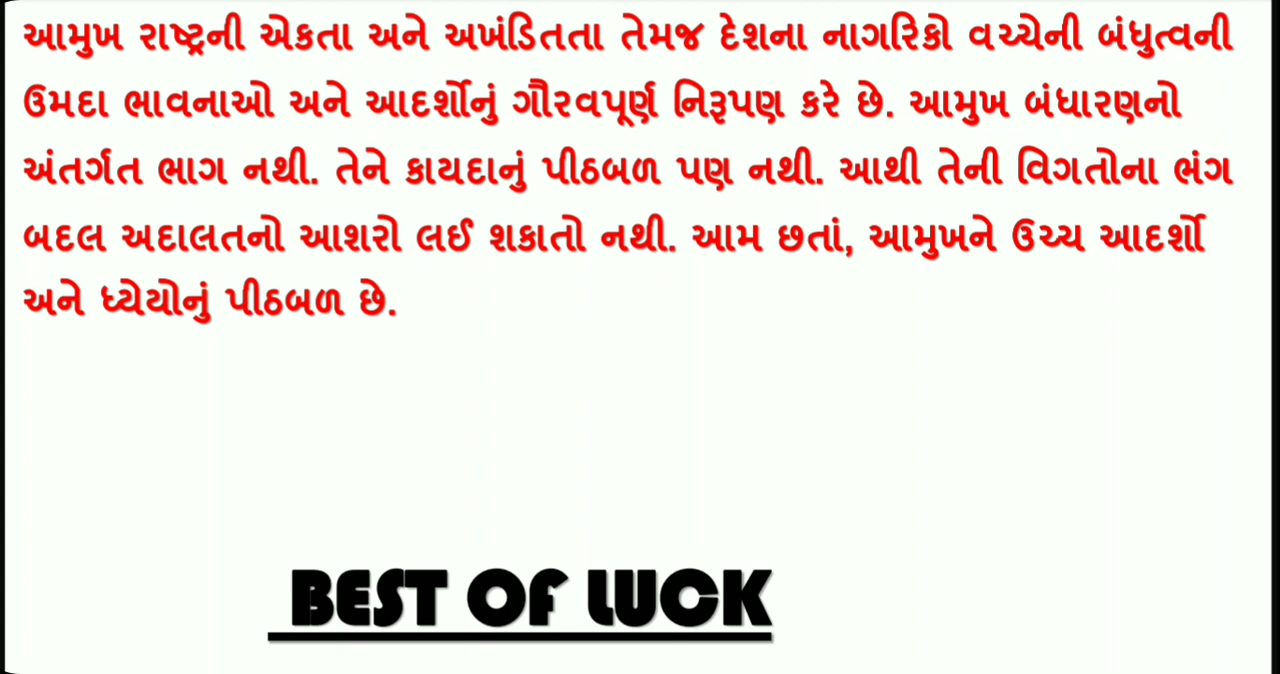 આમુખ રાષ્ટ્રની એકતા અને અખંડિતતા તેમજ દેશના નાગરિકો વચ્ચેની બંધુત્વની
ઉમદા ભાવનાઓ અને આદર્શોનું ગૌરવપૂર્ણ નિરૂપણ કરે છે. આમુખ બંધારણનો
અંતર્ગત ભાગ નથી. તેને કાયદાનું પીઠબળ પણ નથી. આથી તેની વિગતોના ભંગ
બદલ અદાલતનો આશરો લઈ શકાતો નથી. આમ છતાં, આમુખને ઉચ્ચ આદર્શો
અને ધ્યેયોનું પીઠબળ છે.
BEST OF LUCK